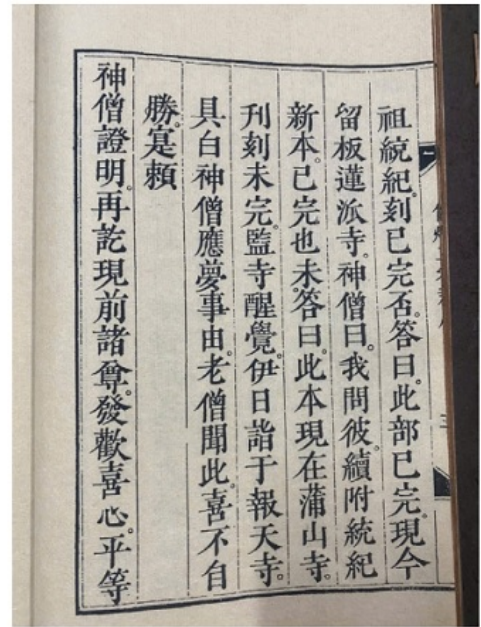 祖統紀。刻已完否。答曰。此部已完。現今
留板蓮派寺。神僧曰。我問彼。續附統紀
新本。已完也未。答曰。此本現在蒲山寺。
刊刻未完。監寺醒覺。伊日詣于報天寺。
具白神僧應夢事由。老僧聞此。喜不自
勝。寔賴
神僧證明。再訖現前諸尊。發歡喜心。平等